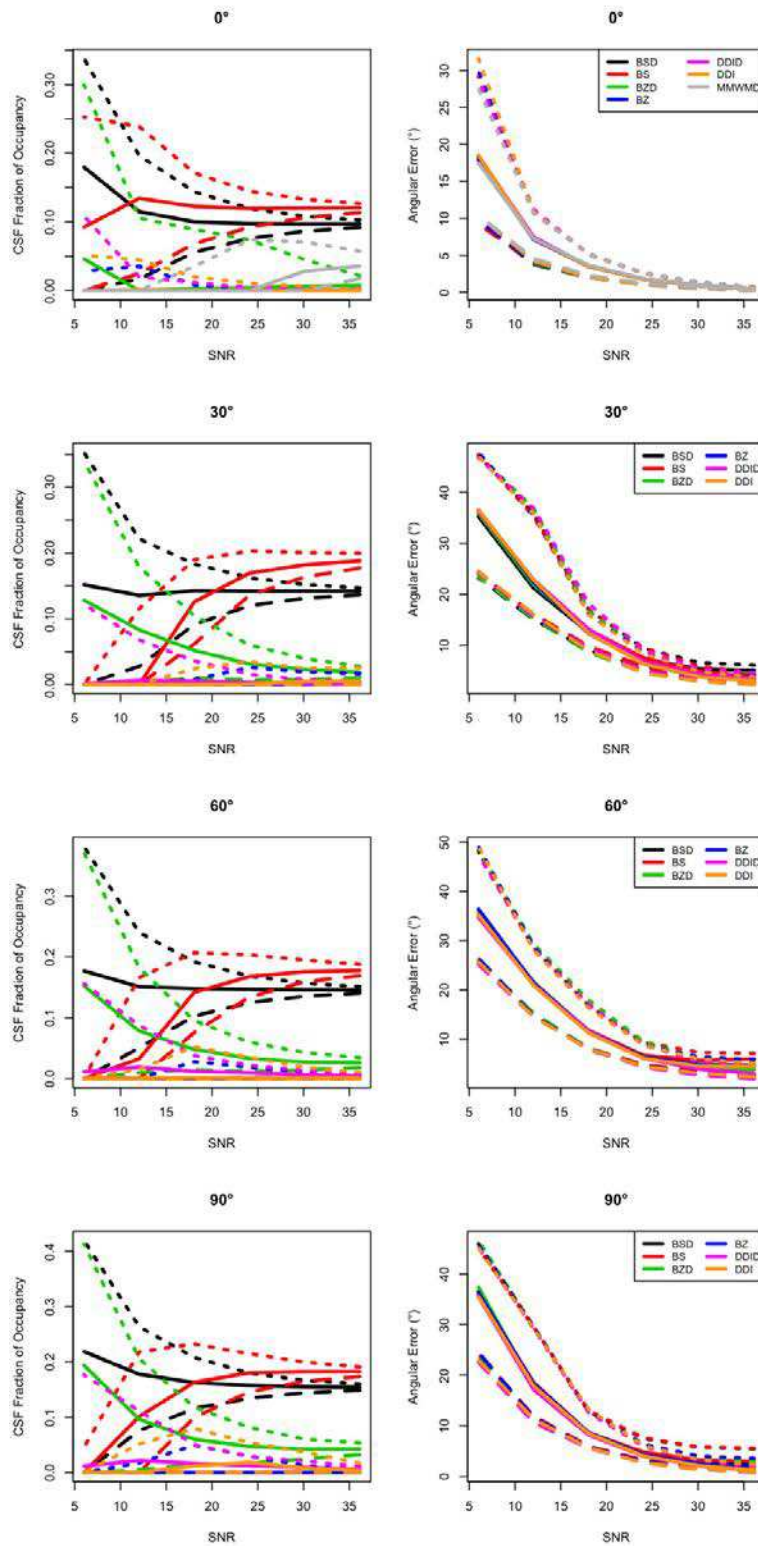 0° 0°
CSF Fraction of Occupancy
0.30
0.20
0.10
0.00
5 10 15 20 25 30 35
SNR
Angular Error (°)
30
25
20
15
10
5
0
BSD DDID
BS DDI
BZD MMWMD
BZ
5 10 15 20 25 30 35
SNR
30° 30°
CSF Fraction of Occupancy
0.30
0.20
0.10
0.00
5 10 15 20 25 30 35
SNR
Angular Error (°)
40
30
20
10
BSD BZ
BS DDID
BZD DDI
5 10 15 20 25 30 35
SNR
60° 60°
CSF Fraction of Occupancy
0.3
0.2
0.1
0.0
5 10 15 20 25 30 35
SNR
Angular Error (°)
50
40
30
20
10
BSD BZ
BS DDID
BZD DDI
5 10 15 20 25 30 35
SNR
90° 90°
CSF Fraction of Occupancy
0.4
0.3
0.2
0.1
0.0
5 10 15 20 25 30 35
SNR
Angular Error (°)
40
30
20
10
0
BSD BZ
BS DDID
BZD DDI
5 10 15 20 25 30 35
SNR